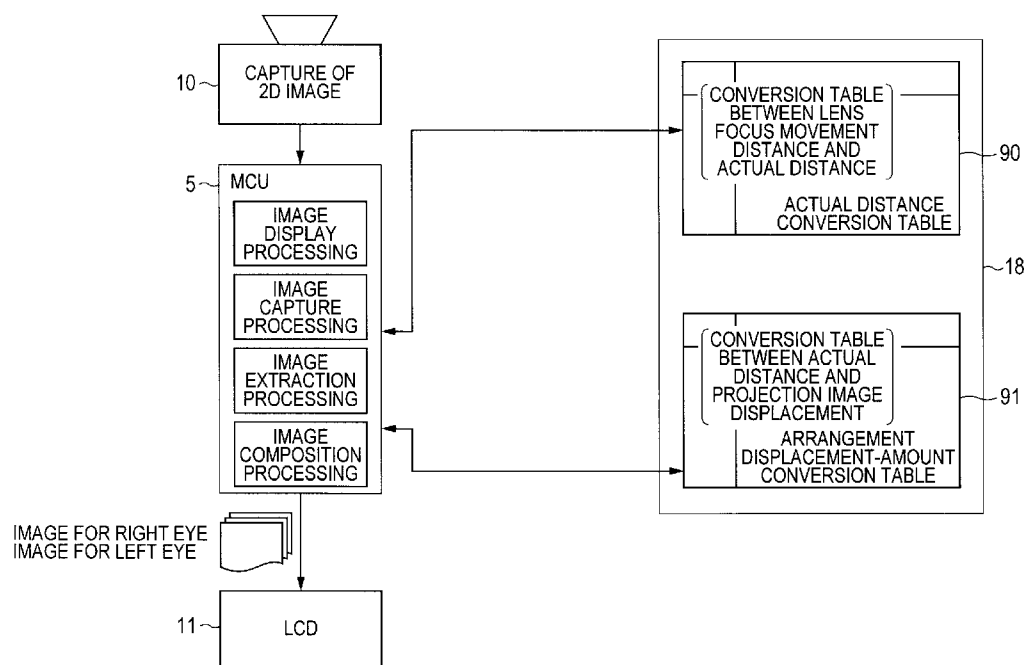 10
CAPTURE OF
2D IMAGE
5
MCU
IMAGE
DISPLAY
PROCESSING
IMAGE
CAPTURE
PROCESSING
IMAGE
EXTRACTION
PROCESSING
IMAGE
COMPOSITION
PROCESSING
IMAGE FOR RIGHT EYE
IMAGE FOR LEFT EYE
11
LCD
CONVERSION TABLE
BETWEEN LENS
FOCUS MOVEMENT
DISTANCE AND
ACTUAL DISTANCE
ACTUAL DISTANCE
CONVERSION TABLE
90
18
CONVERSION TABLE
BETWEEN ACTUAL
DISTANCE AND
PROJECTION IMAGE
DISPLACEMENT
ARRANGEMENT
DISPLACEMENT-AMOUNT
CONVERSION TABLE
91